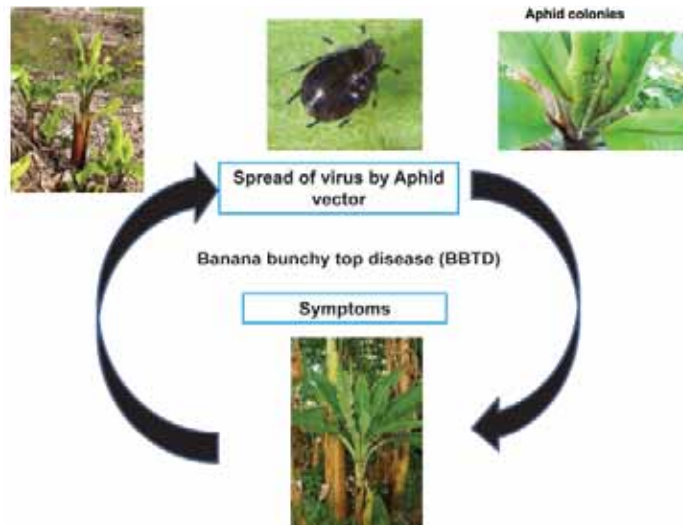 Aphid colonies
Spread of virus by Aphid
vector
Banana bunchy top disease (BBTD)
Symptoms